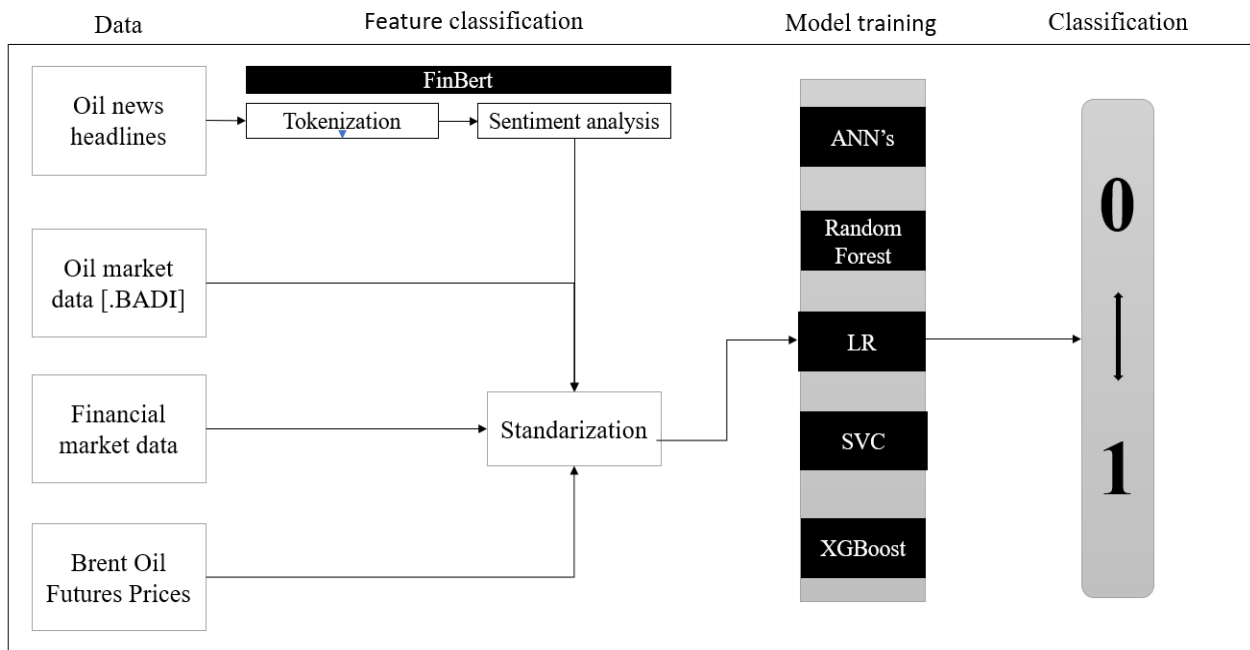 Data
Feature classification
Model training
Classification
Oil news
headlines
FinBert
Tokenization
Sentiment analysis
Oil market
data [.BADI]
Financial
market data
Brent Oil
Futures Prices
Standarization
ANN's
Random
Forest
LR
SVC
XGBoost
0
1